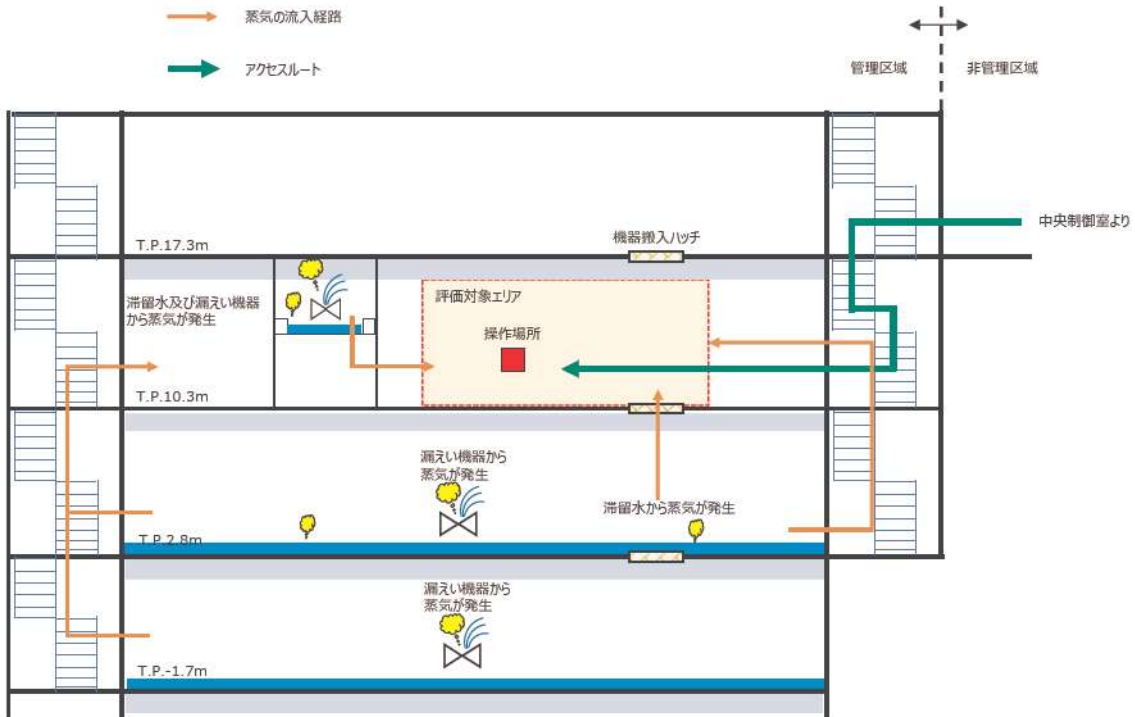 蒸気の流入経路
アクセスルート
管理区域
非管理区域
中央制御室より
T.P.17.3m
機器搬入ハッチ
滞留水及び漏えい機器
から蒸気が発生
評価対象エリア
操作場所
T.P.10.3m
漏えい機器から
蒸気が発生
滞留水から蒸気が発生
T.P.2.8m
漏えい機器から
蒸気が発生
T.P.-1.7m